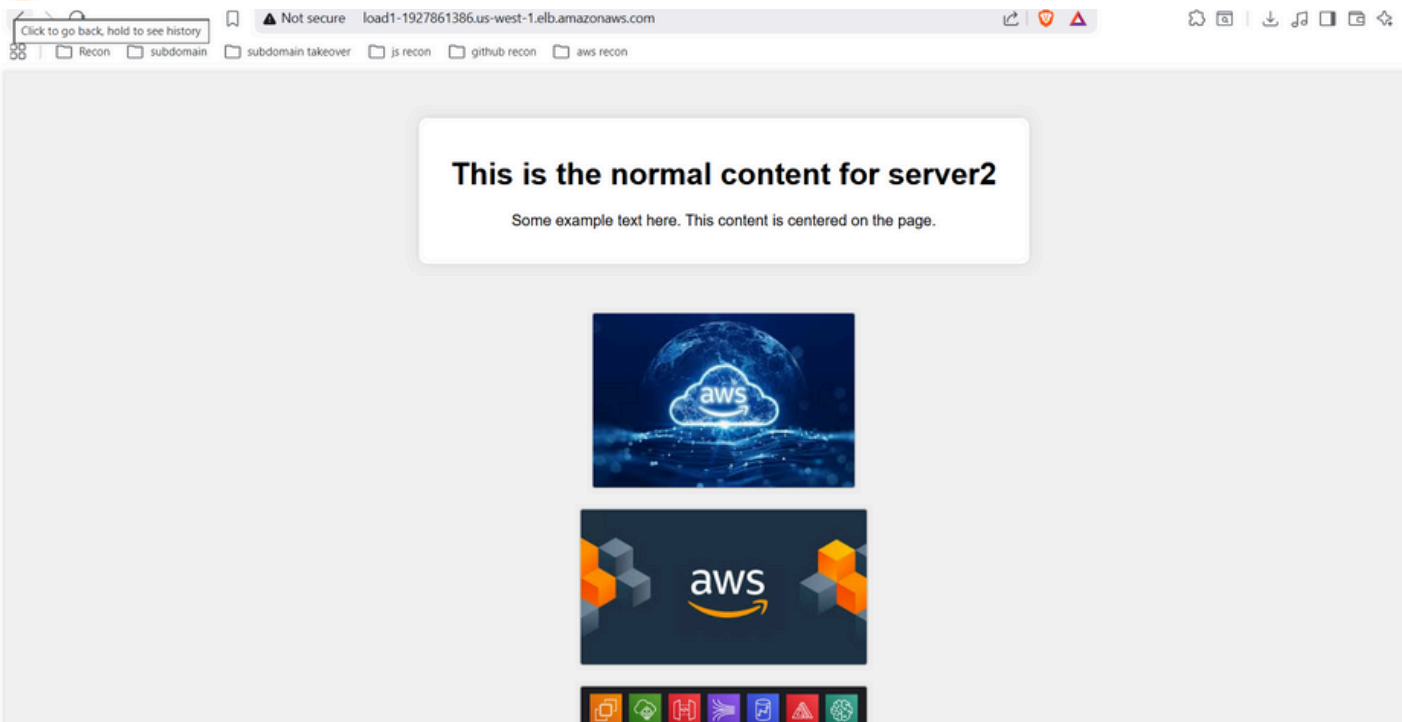 Not secure load1-1927861386.us-west-1.elb.amazonaws.com
Click to go back, hold to see history
Recon subdomain subdomain takeover js recon github recon aws recon
This is the normal content for server2
Some example text here. This content is centered on the page.
aws
aws